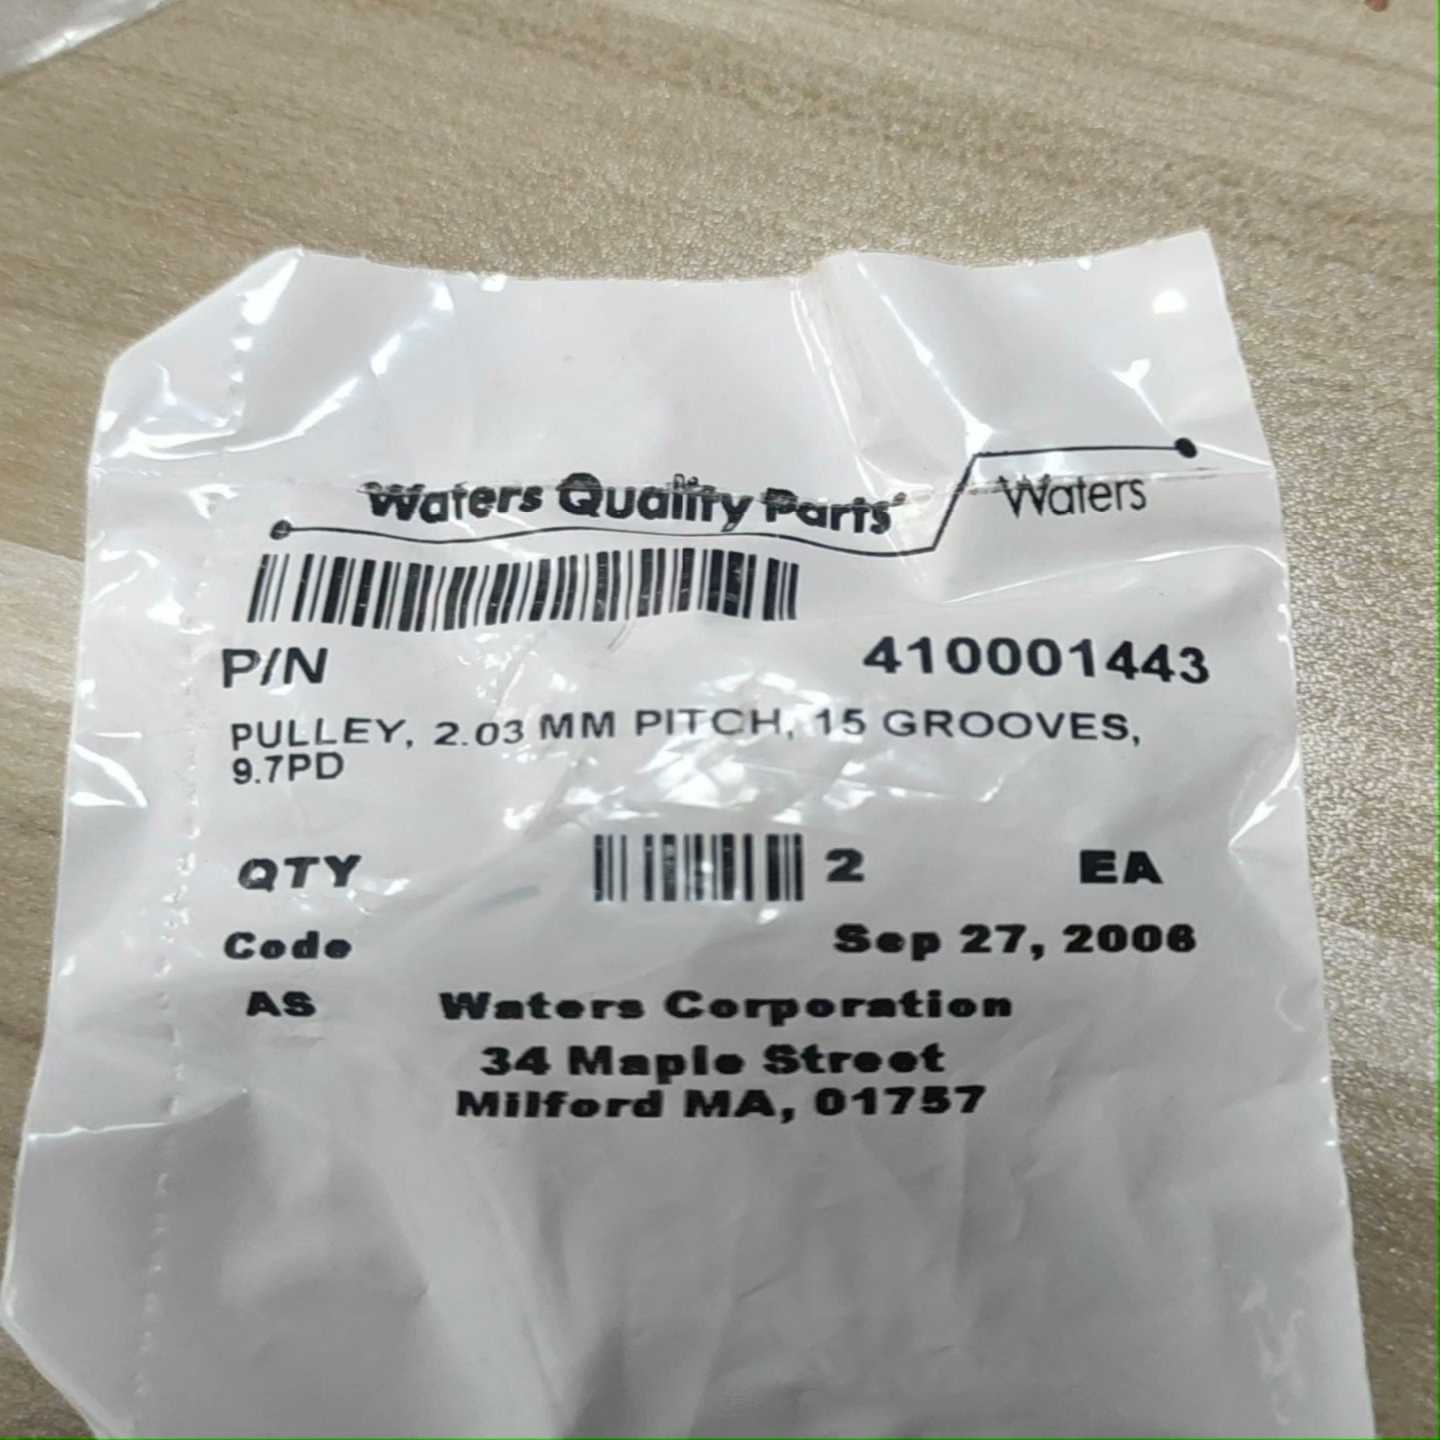 Waters Quality Parts
Waters
P/N 410001443
PULLEY, 2.03 MM PITCH, 15 GROOVES,
9.7PD
QTY 2 EA
Code Sep 27, 2006
AS Waters Corporation
34 Maple Street
Milford MA, 01757